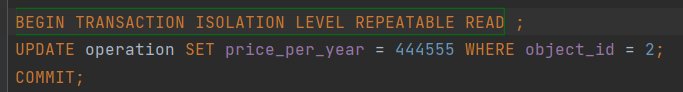 BEGIN TRANSACTION ISOLATION LEVEL REPEATABLE READ ;
UPDATE operation SET price_per_year = 444555 WHERE object_id = 2;
COMMIT;